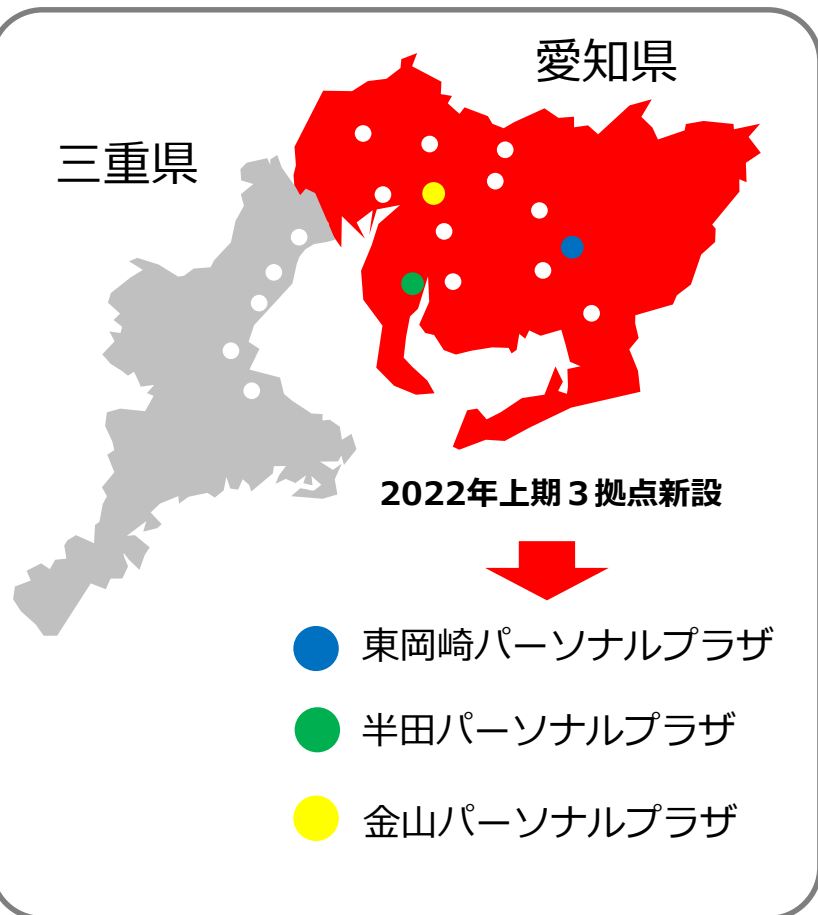 愛知県
三重県
2022年上期３拠点新設
東岡崎パーソナルプラザ
半田パーソナルプラザ
金山パーソナルプラザ